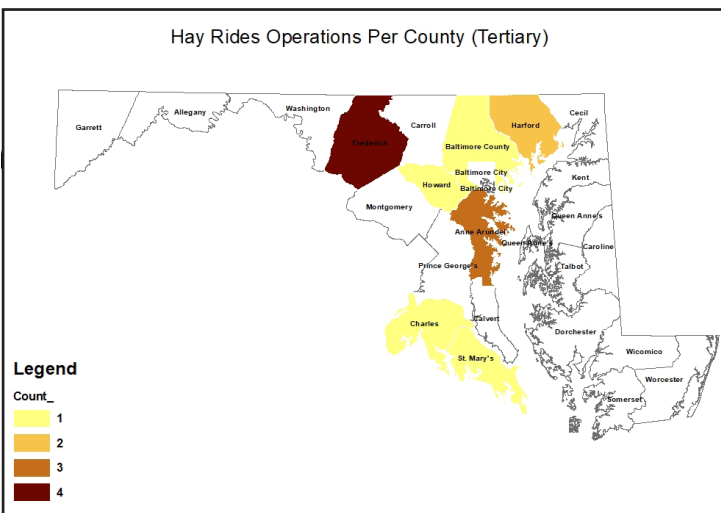 Hay Rides Operations Per County (Tertiary)
Garrett
Allegany
Washington
Frederick
Carroll
Baltimore County
Harford
Cecil
Baltimore City
Baltimore City
Howard
Kent
Montgomery
Anne Arundel
Queen Anne's
Queen Anne's
Caroline
Prince George's
Talbot
Charles
Calvert
Dorchester
St. Mary's
Wicomico
Worcester
Somerset
Legend
Count_
1
2
3
4